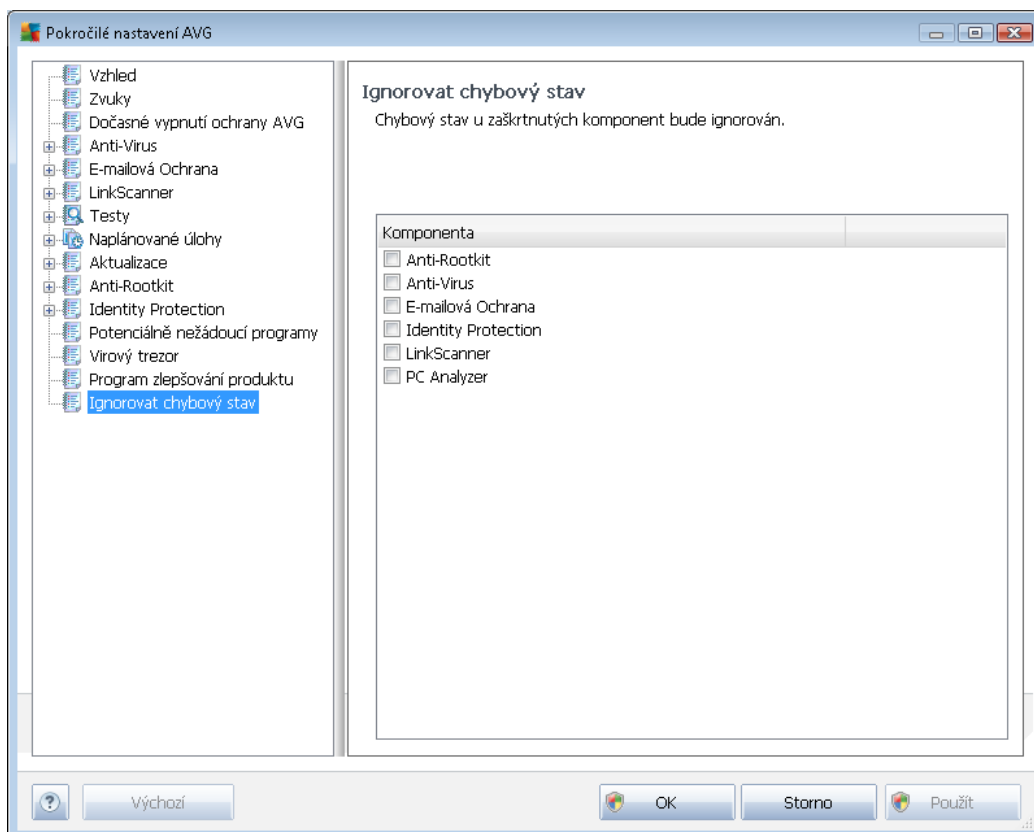 Pokročilé nastavení AVG
Vzhled
Zvuky
Dočasné vypnutí ochrany AVG
Anti-Virus
E-mailová Ochrana
LinkScanner
Testy
Naplánované úlohy
Aktualizace
Anti-Rootkit
Identity Protection
Potenciálně nežádoucí programy
Virový trezor
Program zlepšování produktu
Ignorovat chybový stav
Ignorovat chybový stav
Chybový stav u zaškrtnutých komponent bude ignorován.
Komponenta
Anti-Rootkit
Anti-Virus
E-mailová Ochrana
Identity Protection
LinkScanner
PC Analyzer
?
Výchozí
OK
Storno
Použít